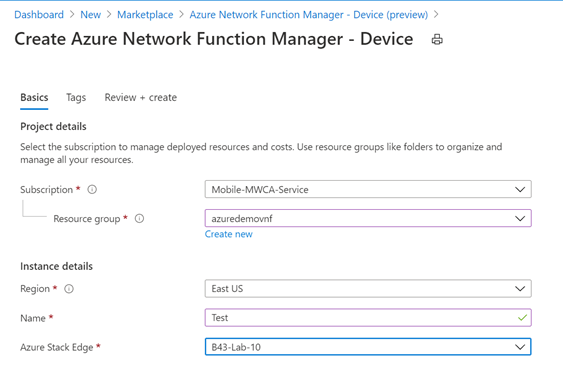 Dashboard > New > Marketplace > Azure Network Function Manager - Device (preview) >
Create Azure Network Function Manager - Device
Basics Tags Review + create
Project details
Select the subscription to manage deployed resources and costs. Use resource groups like folders to organize and
manage all your resources.
Subscription * Mobile-MWCA-Service
Resource group * azuredemovnf
Create new
Instance details
Region * East US
Name * Test
Azure Stack Edge * B43-Lab-10